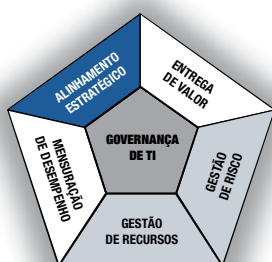 ALINHAMENTO
ESTRATÉGICO
ENTREGA
DE VALOR
MENSURAÇÃO
DE DESEMPENHO
GOVERNANÇA
DE TI
GESTÃO
DE RISCO
GESTÃO
DE RECURSOS